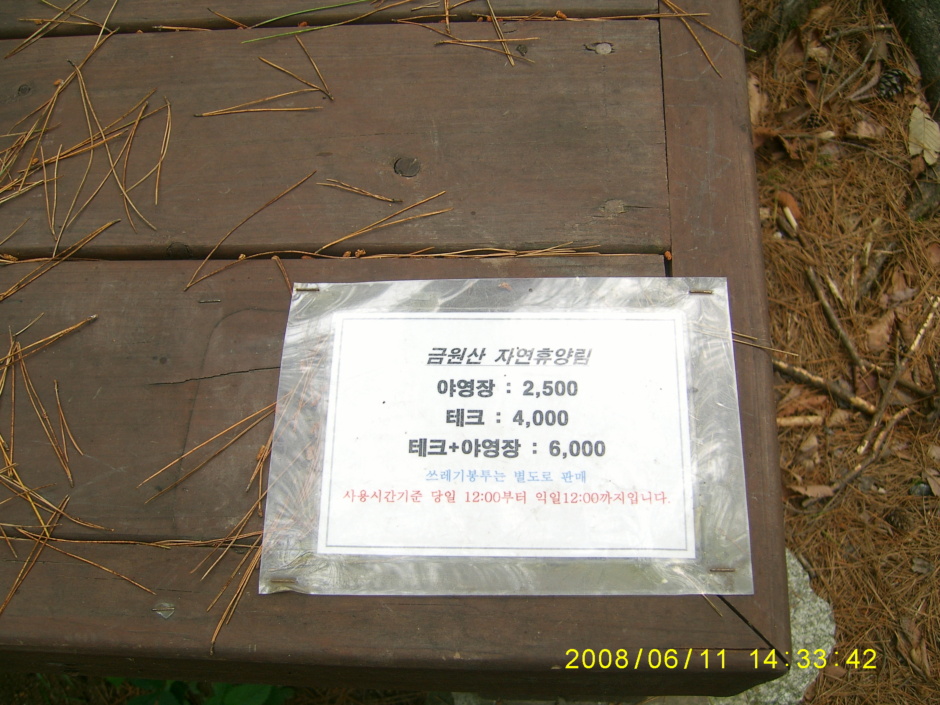 금원산 자연휴양림
야영장 : 2,500
테크 : 4,000
테크+야영장 : 6,000
쓰레기봉투는 별도로 판매
사용시간기준 당일 12:00부터 익일12:00까지입니다.
2008/06/11 14:33:42